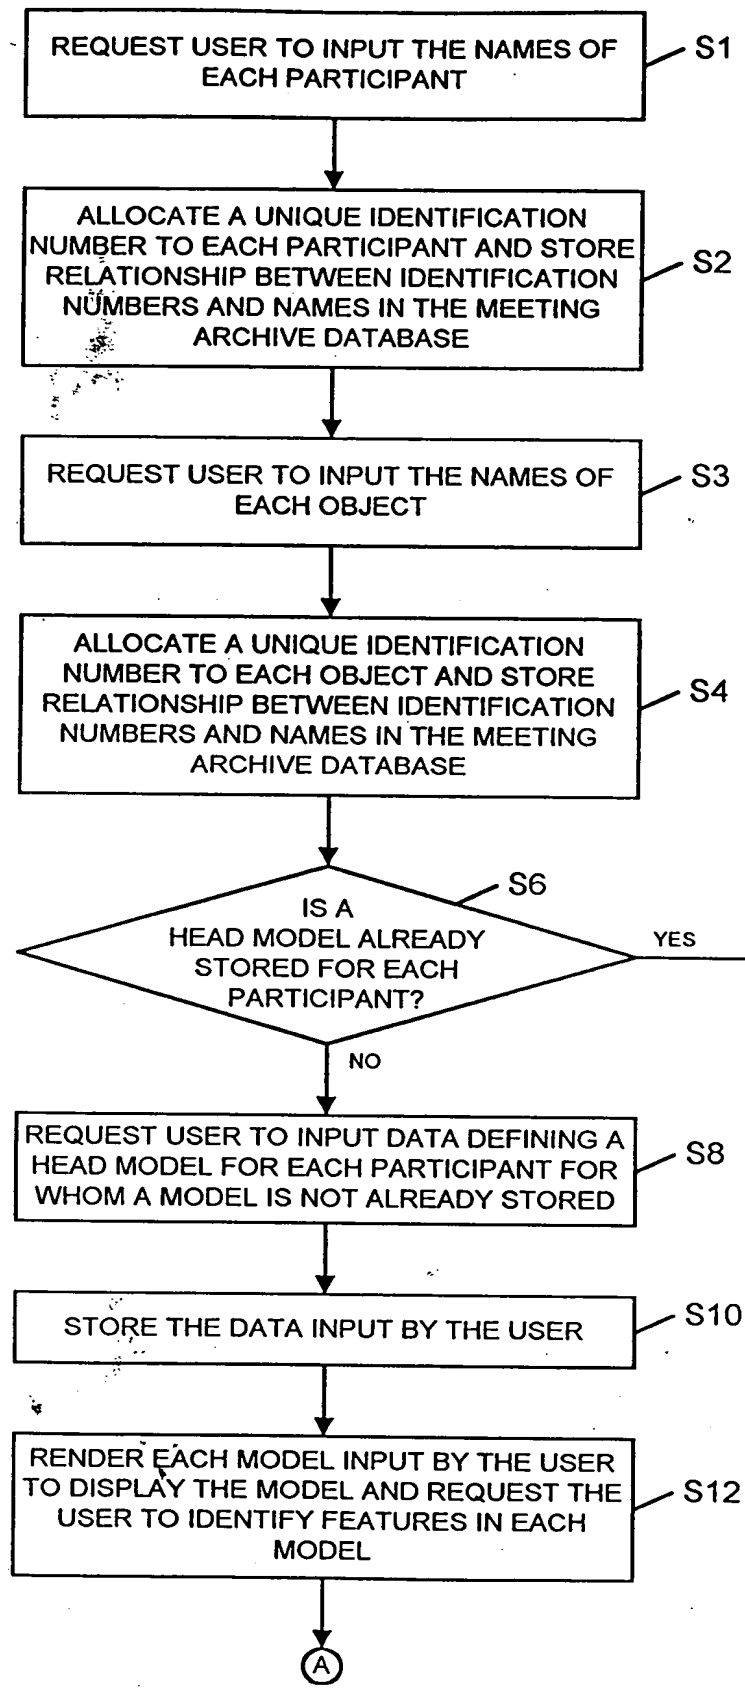 REQUEST USER TO INPUT THE NAMES OF
EACH PARTICIPANT
S1
ALLOCATE A UNIQUE IDENTIFICATION
NUMBER TO EACH PARTICIPANT AND STORE
RELATIONSHIP BETWEEN IDENTIFICATION
NUMBERS AND NAMES IN THE MEETING
ARCHIVE DATABASE
S2
REQUEST USER TO INPUT THE NAMES OF
EACH OBJECT
S3
ALLOCATE A UNIQUE IDENTIFICATION
NUMBER TO EACH OBJECT AND STORE
RELATIONSHIP BETWEEN IDENTIFICATION
NUMBERS AND NAMES IN THE MEETING
ARCHIVE DATABASE
S4
IS A
HEAD MODEL ALREADY
STORED FOR EACH
PARTICIPANT?
S6
YES
NO
REQUEST USER TO INPUT DATA DEFINING A
HEAD MODEL FOR EACH PARTICIPANT FOR
WHOM A MODEL IS NOT ALREADY STORED
S8
STORE THE DATA INPUT BY THE USER
S10
RENDER EACH MODEL INPUT BY THE USER
TO DISPLAY THE MODEL AND REQUEST THE
USER TO IDENTIFY FEATURES IN EACH
MODEL
S12
A